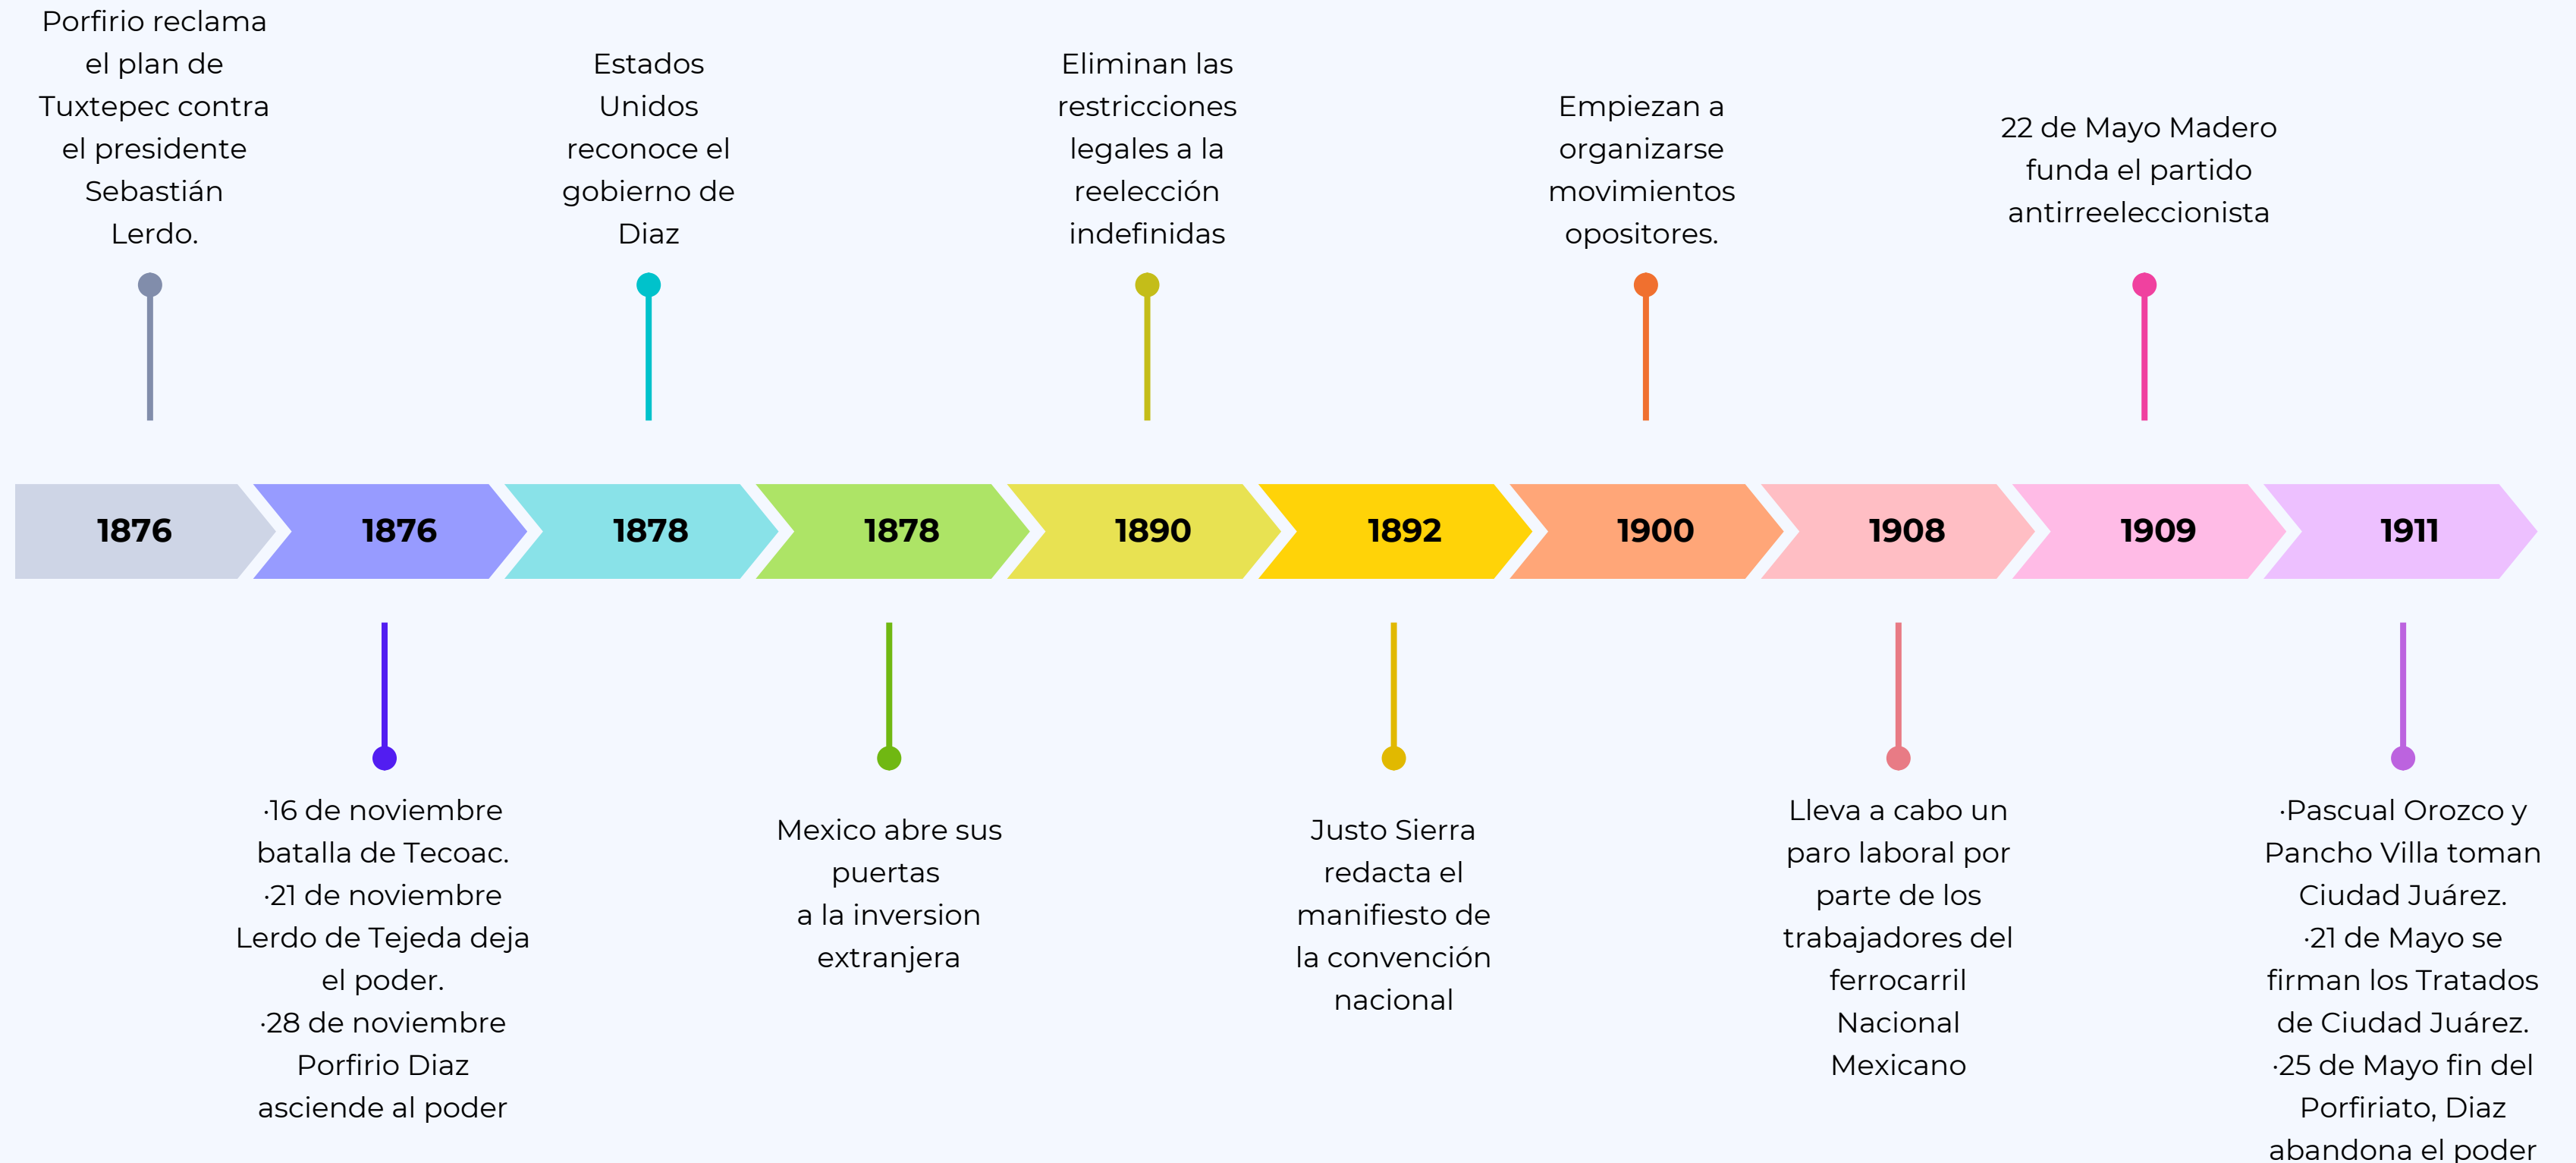 Porfirio reclama
el plan de
Tuxtepec contra
el presidente
Sebastián
Lerdo.
Estados
Unidos
reconoce el
gobierno de
Diaz
Eliminan las
restricciones
legales a la
reelección
indefinidas
Empiezan a
organizarse
movimientos
opositores.
22 de Mayo Madero
funda el partido
antirreeleccionista
1876
1876
1878
1878
1890
1892
1900
1908
1909
1911
·16 de noviembre
batalla de Tecoac.
·21 de noviembre
Lerdo de Tejeda deja
el poder.
·28 de noviembre
Porfirio Diaz
asciende al poder
Mexico abre sus
puertas
a la inversion
extranjera
Justo Sierra
redacta el
manifiesto de
la convención
nacional
Lleva a cabo un
paro laboral por
parte de los
trabajadores del
ferrocarril
Nacional
Mexicano
·Pascual Orozco y
Pancho Villa toman
Ciudad Juárez.
·21 de Mayo se
firman los Tratados
de Ciudad Juárez.
·25 de Mayo fin del
Porfiriato, Diaz
abandona el poder